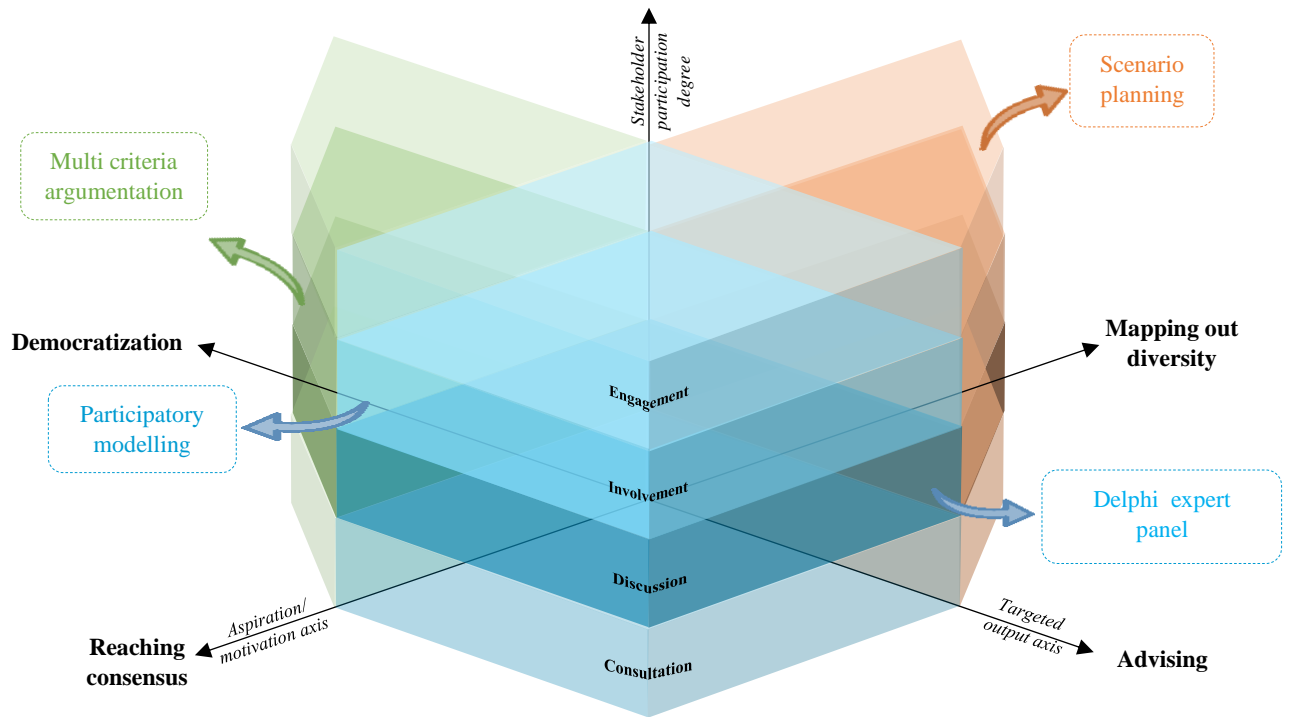 Stakeholder
participation
degree
Scenario
planning
Multi criteria
argumentation
Democratization
Mapping out
diversity
Participatory
modelling
Engagement
Involvement
Delphi expert
panel
Discussion
Aspiration/
motivation axis
Targeted
output axis
Reaching
consensus
Consultation
Advising